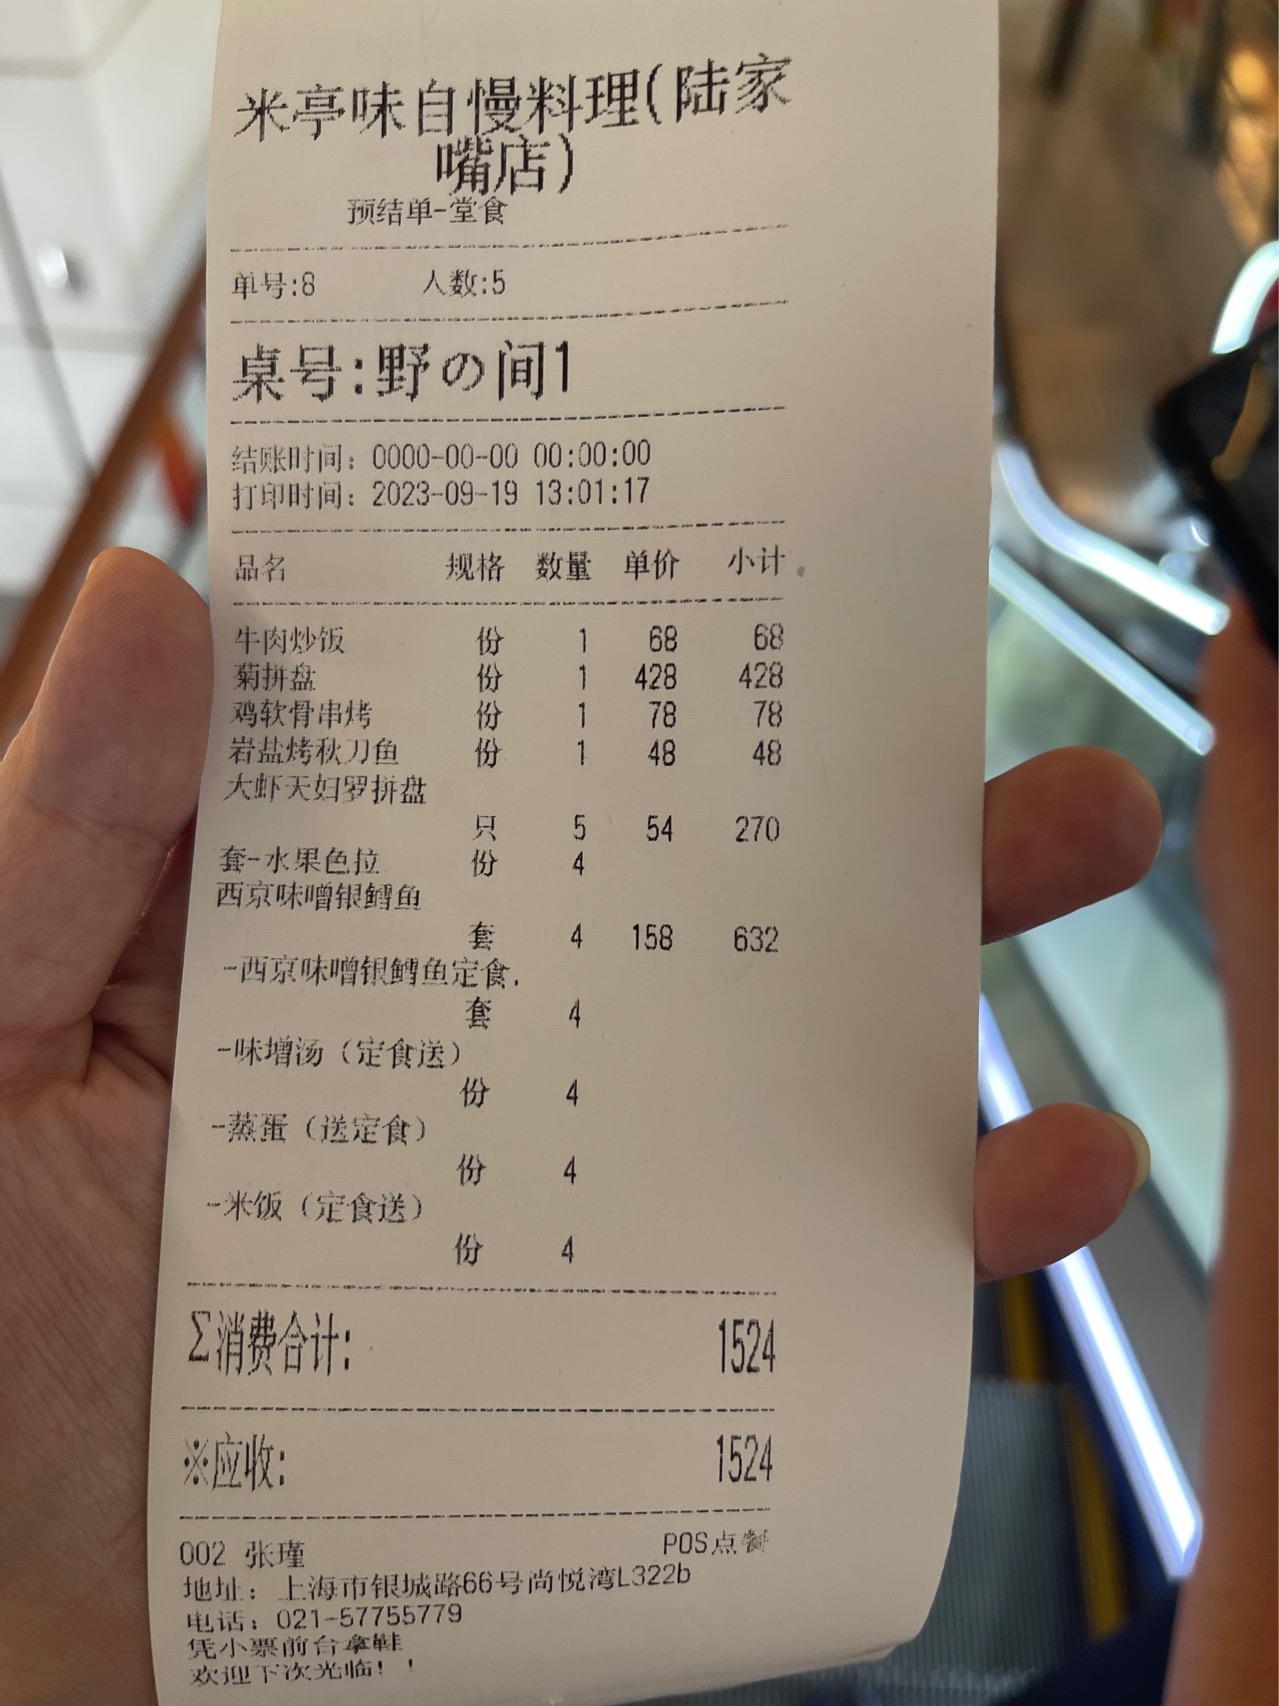 米亭味自慢料理(陆家
嘴店)
预结单-堂食
单号:8 人数:5
桌号:野の间1
结账时间: 0000-00-00 00:00:00
打印时间: 2023-09-19 13:01:17
品名 规格 数量 单价 小计
牛肉炒饭 份 1 68 68
菊拼盘 份 1 428 428
鸡软骨串烤 份 1 78 78
岩盐烤秋刀鱼 份 1 48 48
大虾天妇罗拼盘
只 5 54 270
套-水果色拉 份 4
西京味噌银鳕鱼
套 4 158 632
-西京味噌银鳕鱼定食.
套 4
-味增汤（定食送）
份 4
-蒸蛋（送定食）
份 4
-米饭（定食送）
份 4
Σ消费合计: 1524
※应收: 1524
002 张瑾 POS点餐
地址: 上海市银城路66号尚悦湾L322b
电话: 021-57755779
凭小票前台拿鞋
欢迎下次光临！！